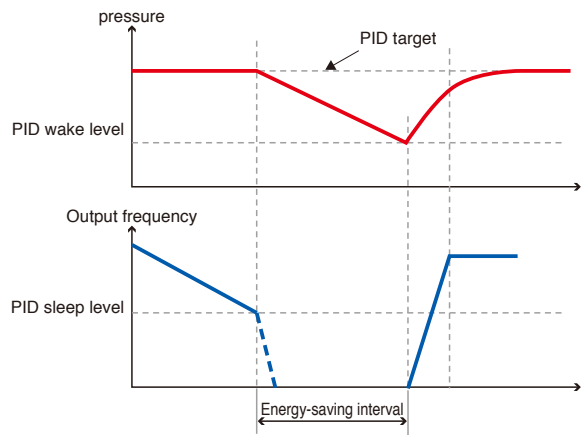 pressure
PID target
PID wake level
Output frequency
PID sleep level
Energy-saving interval